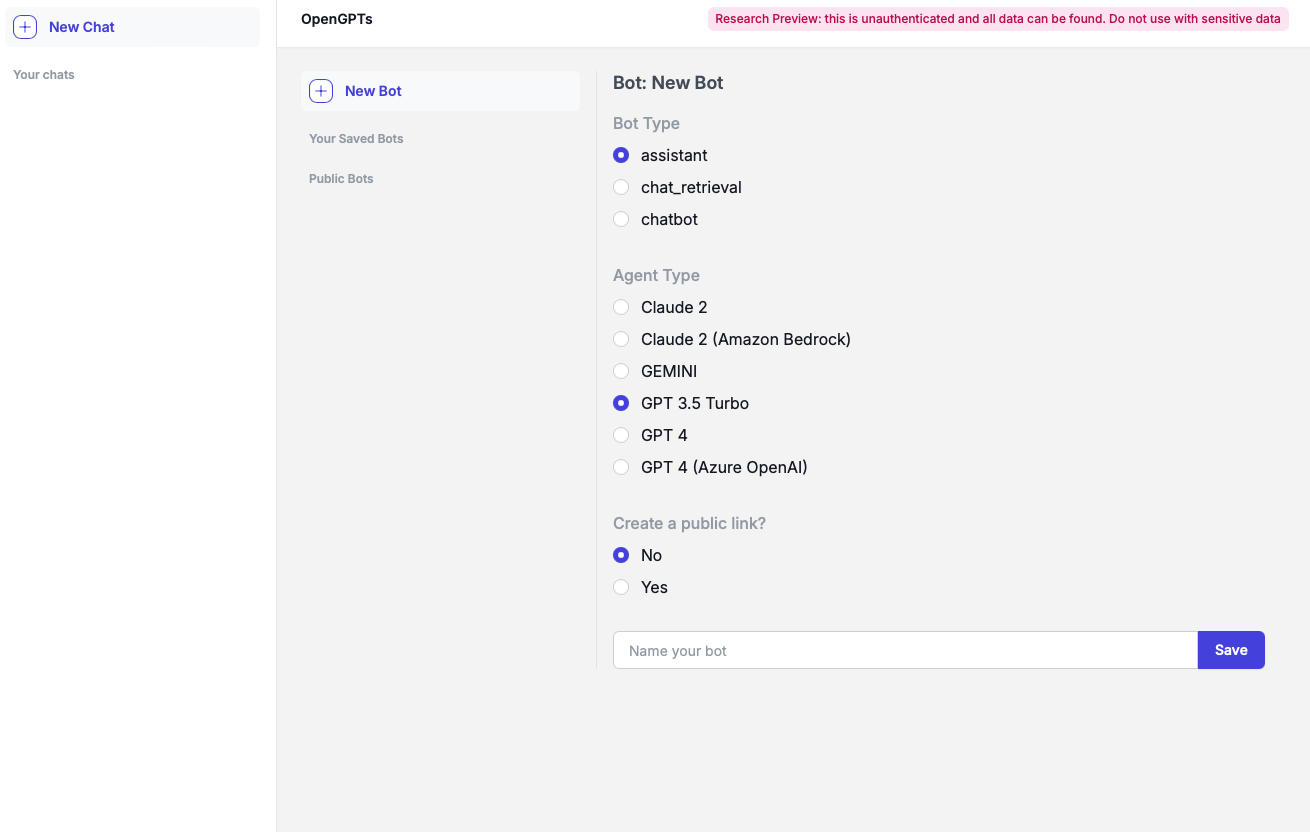 New Chat
Your chats
OpenGPTs
Research Preview: this is unauthenticated and all data can be found. Do not use with sensitive data
New Bot
Your Saved Bots
Public Bots
Bot: New Bot
Bot Type
assistant
chat_retrieval
chatbot
Agent Type
Claude 2
Claude 2 (Amazon Bedrock)
GEMINI
GPT 3.5 Turbo
GPT 4
GPT 4 (Azure OpenAI)
Create a public link?
No
Yes
Name your bot
Save